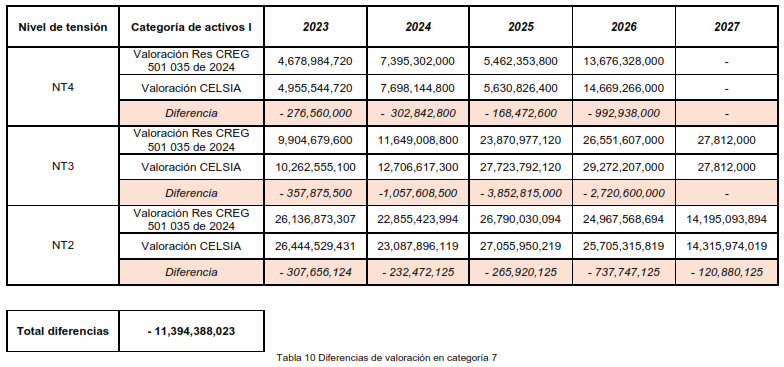 Nivel de tensión Categoría de activos I 2023 2024 2025 2026 2027
NT4
Valoración Res CREG
501 035 de 2024 4,678,984,720 7,395,302,000 5,462,353,800 13,676,328,000 -
Valoración CELSIA 4,955,544,720 7,698,144,800 5,630,826,400 14,669,266,000 -
Diferencia - 276,560,000 - 302,842,800 - 168,472,600 - 992,938,000 -
NT3
Valoración Res CREG
501 035 de 2024 9,904,679,600 11,649,008,800 23,870,977,120 26,551,607,000 27,812,000
Valoración CELSIA 10,262,555,100 12,706,617,300 27,723,792,120 29,272,207,000 27,812,000
Diferencia - 357,875,500 -1,057,608,500 - 3,852,815,000 - 2,720,600,000 -
NT2
Valoración Res CREG
501 035 de 2024 26,136,873,307 22,855,423,994 26,790,030,094 24,967,568,694 14,195,093,894
Valoración CELSIA 26,444,529,431 23,087,896,119 27,055,950,219 25,705,315,819 14,315,974,019
Diferencia - 307,656,124 - 232,472,125 - 265,920,125 - 737,747,125 - 120,880,125
Total diferencias - 11,394,388,023
Tabla 10 Diferencias de valoración en categoría 7